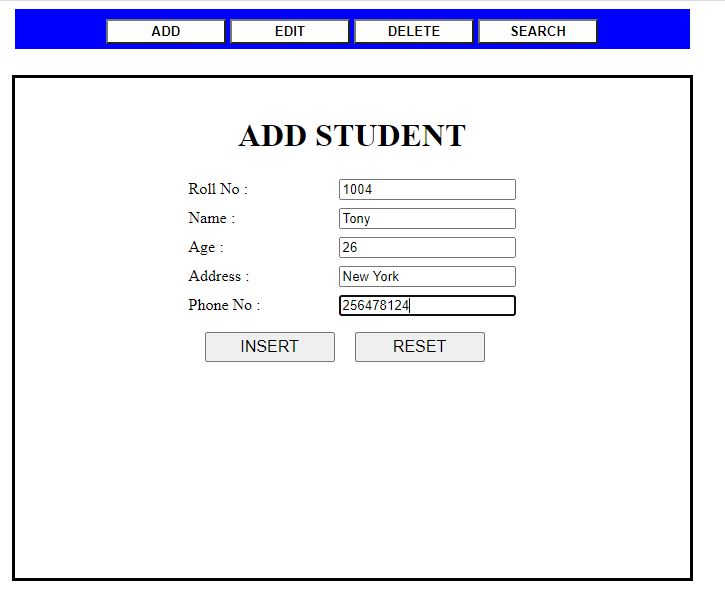 ADD EDIT DELETE SEARCH
ADD STUDENT
Roll No : 1004
Name : Tony
Age : 26
Address : New York
Phone No : 256478124
INSERT RESET